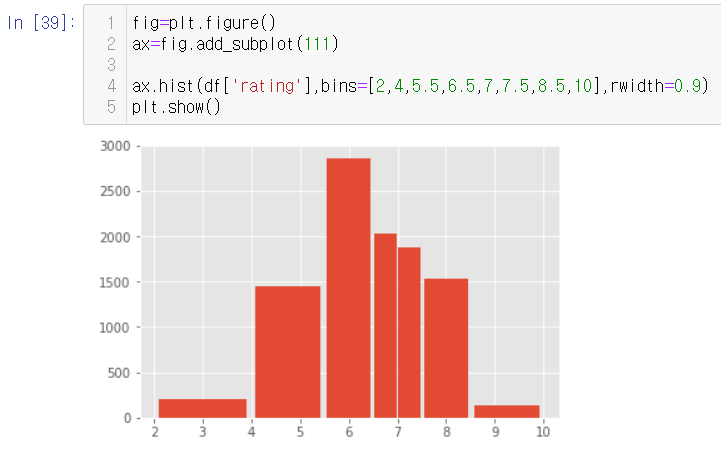 In [39]:
1 fig=plt.figure()
2 ax=fig.add_subplot(111)
3
4 ax.hist(df['rating'],bins=[2,4,5.5,6.5,7,7.5,8.5,10],rwidth=0.9)
5 plt.show()
3000
2500
2000
1500
1000
500
0
2 3 4 5 6 7 8 9 10